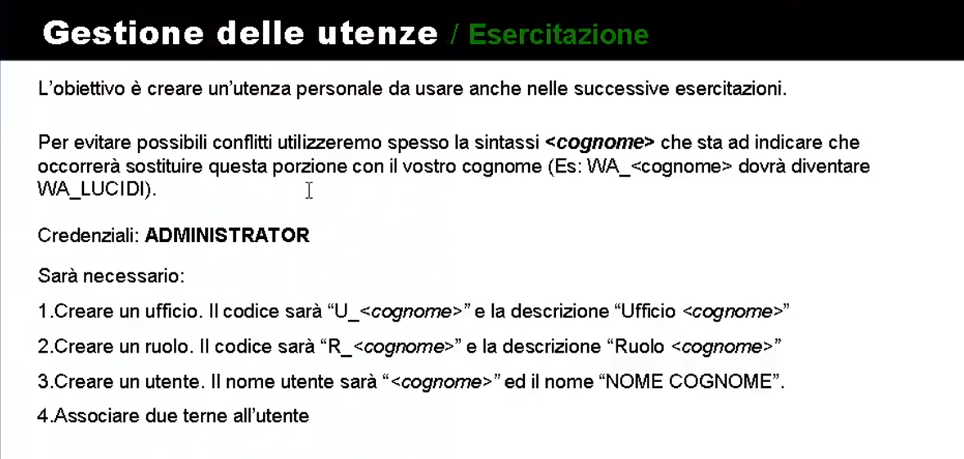 Gestione delle utenze / Esercitazione
L'obiettivo è creare un'utenza personale da usare anche nelle successive esercitazioni.
Per evitare possibili conflitti utilizzeremo spesso la sintassi <cognome> che sta ad indicare che
occorrerà sostituire questa porzione con il vostro cognome (Es: WA_<cognome> dovrà diventare
WA_LUCIDI).
Credenziali: ADMINISTRATOR
Sarà necessario:
1.Creare un ufficio. Il codice sarà “U_<cognome>” e la descrizione “Ufficio <cognome>”
2.Creare un ruolo. Il codice sarà “R_<cognome>” e la descrizione “Ruolo <cognome>”
3.Creare un utente. Il nome utente sarà “<cognome>” ed il nome “NOME COGNOME”.
4.Associare due terne all'utente